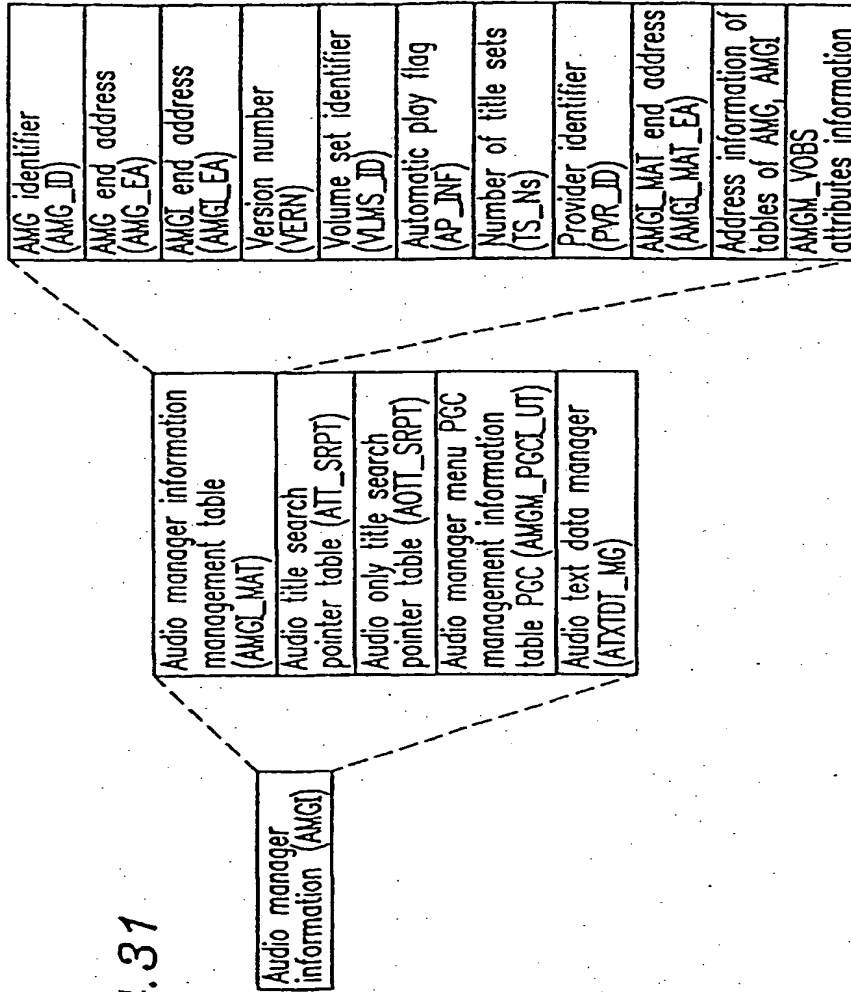 .31
Audio manager
information (AMGI)
Audio manager information
management table
(AMGI_MAT)
Audio title search
pointer table (ATT_SRPT)
Audio only title search
pointer table (AOTT_SRPT)
Audio manager menu PGC
management information
table PGC (AMGM_PGCI_UT)
Audio text data manager
(ATXTDT_MG)
AMG identifier
(AMG_ID)
AMG end address
(AMG_EA)
AMGI end address
(AMGI_EA)
Version number
(VERN)
Volume set identifier
(VLMS_ID)
Automatic play flag
(AP_INF)
Number of title sets
(TS_Ns)
Provider identifier
(PVR_ID)
AMGI_MAT end address
(AMGI_MAT_EA)
Address information of
tables of AMG, AMGI
AMGM_VOBS
attributes information